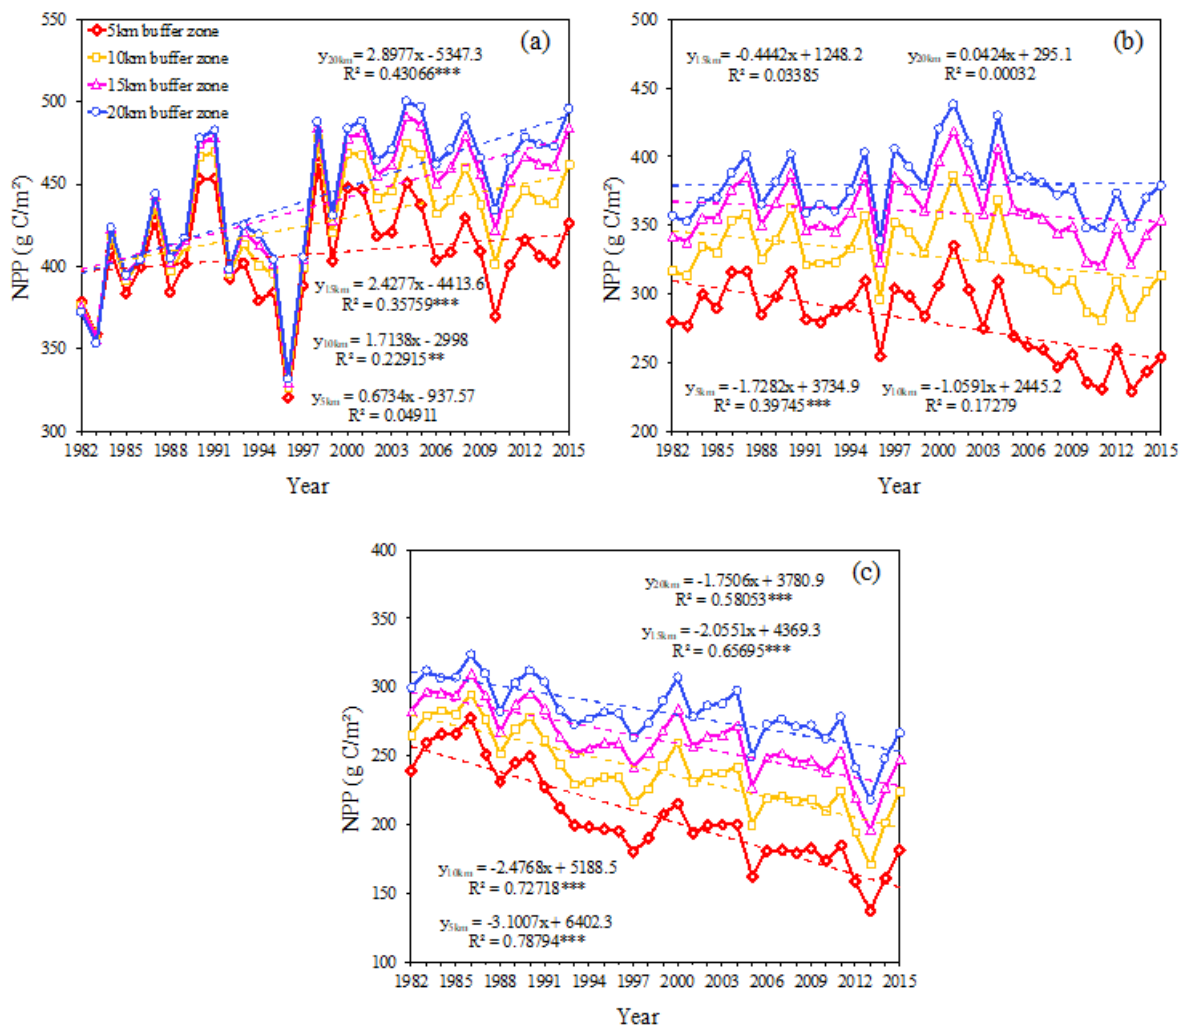 (a)
5km buffer zone
10km buffer zone
15km buffer zone
20km buffer zone
y20km = 2.8977x - 5347.3
R² = 0.43066***
y15km = 2.4277x - 4413.6
R² = 0.35759***
y10km = 1.7138x - 2998
R² = 0.22915**
y5km = 0.6734x - 937.57
R² = 0.04911
NPP (g C/m²)
550
500
450
400
350
300
1982 1985 1988 1991 1994 1997 2000 2003 2006 2009 2012 2015
Year
(b)
y15km = -0.4442x + 1248.2
R² = 0.03385
y20km = 0.0424x + 295.1
R² = 0.00032
y5km = -1.7282x + 3734.9
R² = 0.39745***
y10km = -1.0591x + 2445.2
R² = 0.17279
NPP (g C/m²)
500
450
400
350
300
250
200
1982 1985 1988 1991 1994 1997 2000 2003 2006 2009 2012 2015
Year
(c)
y20km = -1.7506x + 3780.9
R² = 0.58053***
y15km = -2.0551x + 4369.3
R² = 0.65695***
y10km = -2.4768x + 5188.5
R² = 0.72718***
y5km = -3.1007x + 6402.3
R² = 0.78794***
NPP (g C/m²)
400
350
300
250
200
150
100
1982 1985 1988 1991 1994 1997 2000 2003 2006 2009 2012 2015
Year